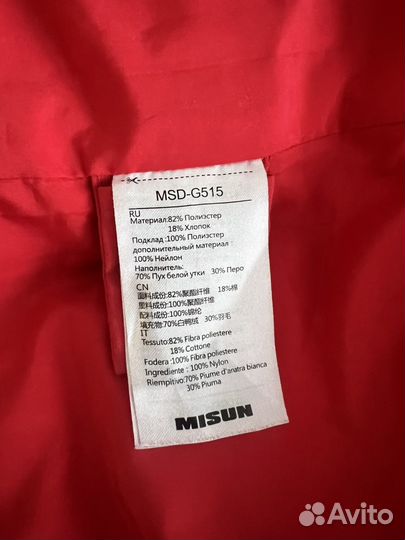 MSD-G515
RU
Материал:82% Полиэстер
18% Хлопок
Подклад :100% Полиэстер
дополнительный материал
100% Нейлон
Наполнитель:
70% Пух белой утки 30% Перо
CN
面料成份:82%聚酯纤维 18%棉
里料成份:100%聚酯纤维
配料成份:100%锦纶
填充物:70%白鸭绒 30%羽毛
IT
Tessuto:82% Fibra poliestere
18% Cottone
Fodera :100% Fibra poliestere
Ingrediente : 100% Nylon
Riempitivo:70% Piume d'anatra bianca
30% Piuma
MISUN
Avito